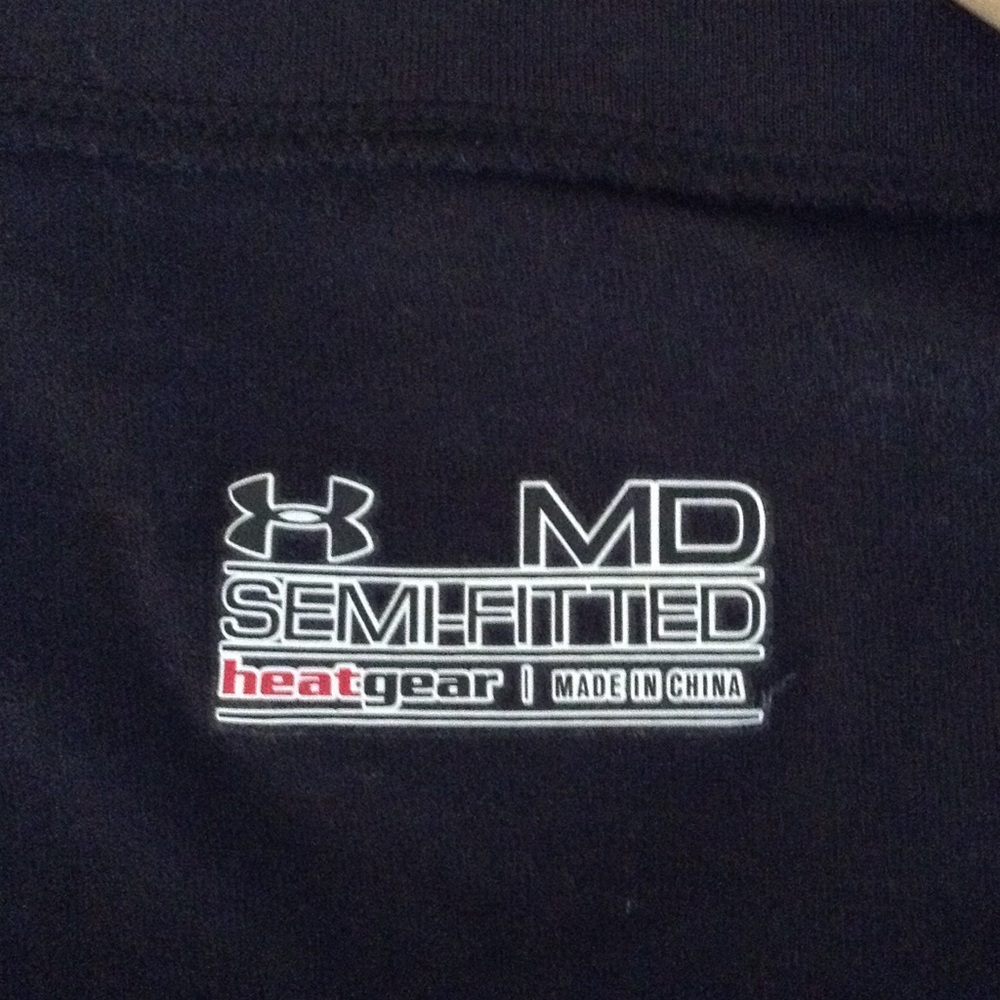 MD
SEMI-FITTED
heatgear | MADE IN CHINA